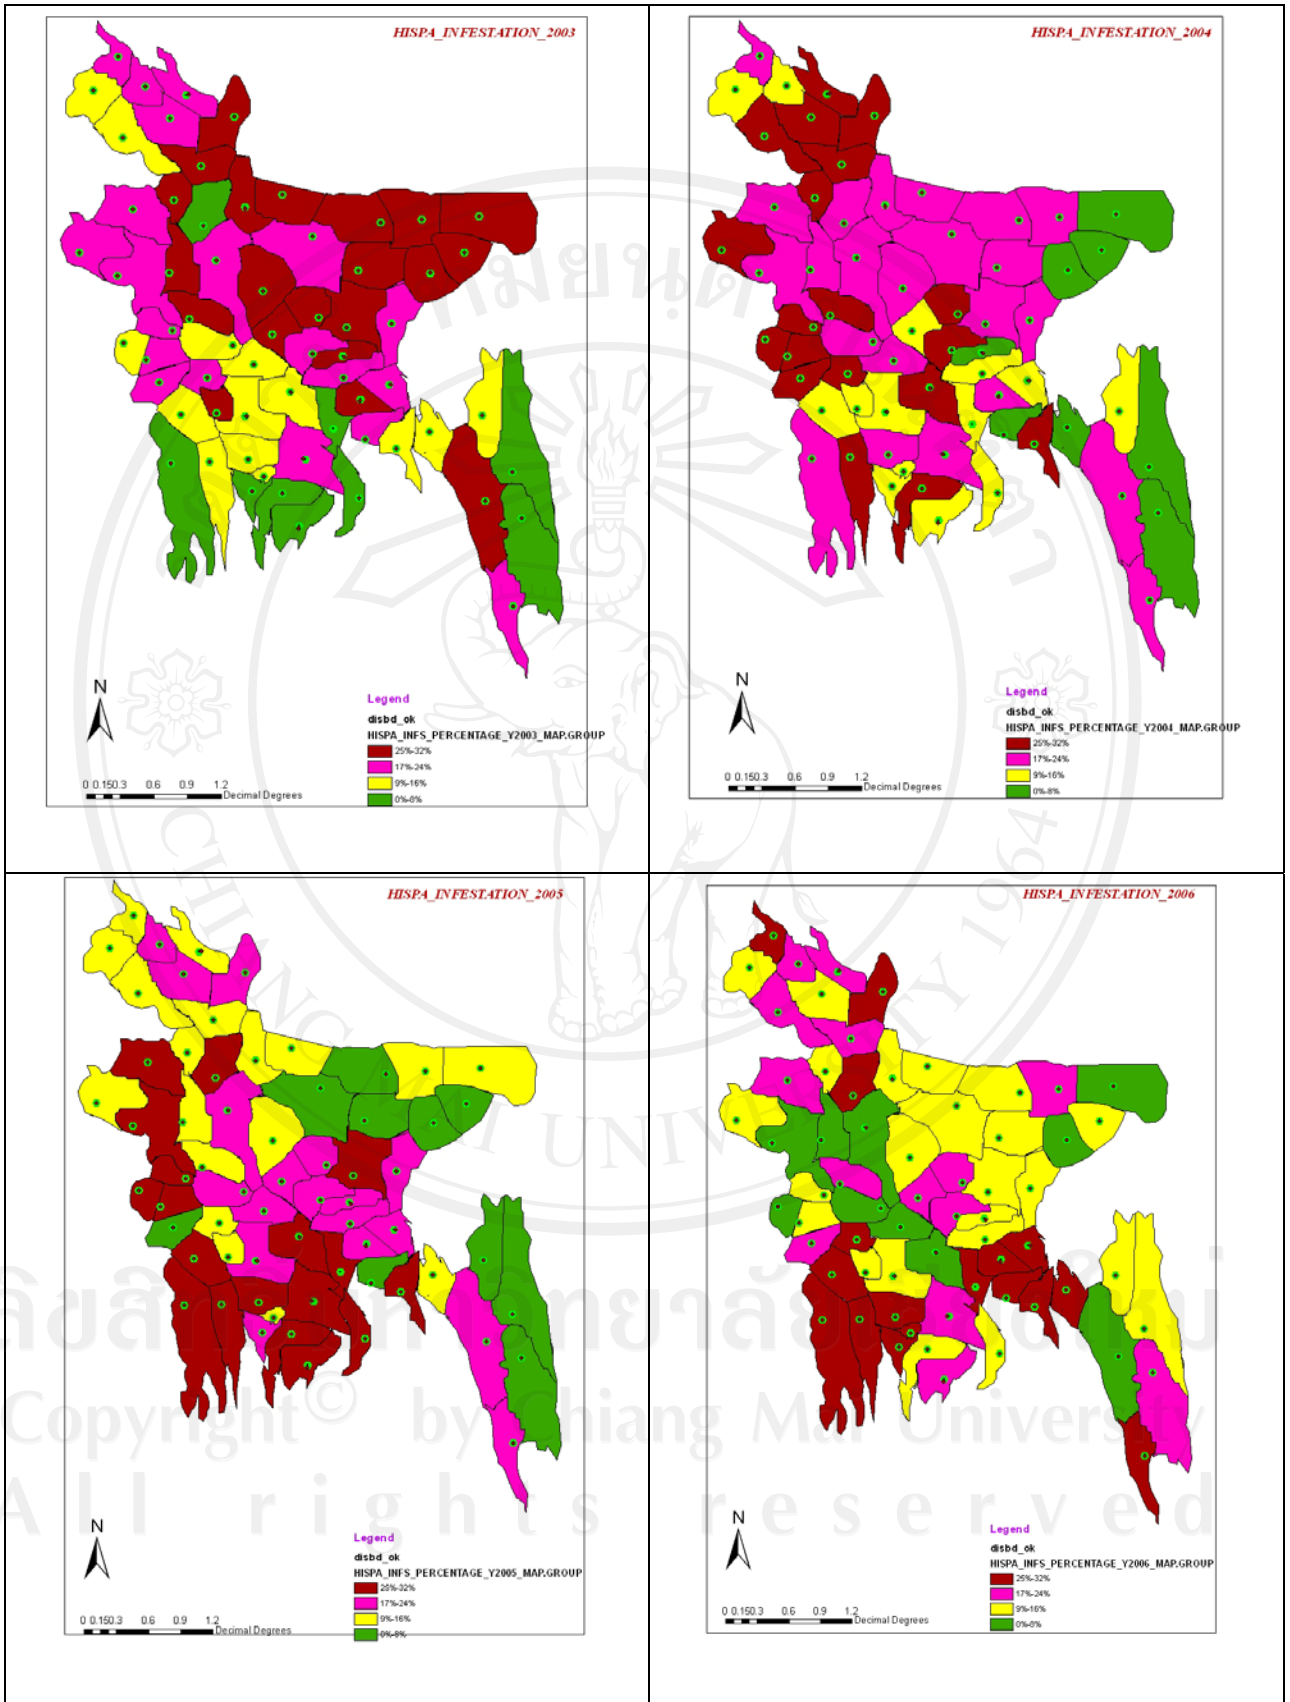 HISPA_INFESTATION_2003
N
Legend
disbd_ok
HISPA_INFS_PERCENTAGE_Y2003_MAP.GROUP
25%-32%
17%-24%
9%-16%
0%-8%
0 0.150.3 0.6 0.9 1.2
Decimal Degrees
HISPA_INFESTATION_2004
N
Legend
disbd_ok
HISPA_INFS_PERCENTAGE_Y2004_MAP.GROUP
25%-32%
17%-24%
9%-16%
0%-8%
0 0.150.3 0.6 0.9 1.2
Decimal Degrees
HISPA_INFESTATION_2005
N
Legend
disbd_ok
HISPA_INFS_PERCENTAGE_Y2005_MAP.GROUP
25%-32%
17%-24%
9%-16%
0%-8%
0 0.150.3 0.6 0.9 1.2
Decimal Degrees
HISPA_INFESTATION_2006
N
Legend
disbd_ok
HISPA_INFS_PERCENTAGE_Y2006_MAP.GROUP
25%-32%
17%-24%
9%-16%
0%-8%
0 0.150.3 0.6 0.9 1.2
Decimal Degrees
CHIANG MAI UNIVERSITY 1964
Copyright© by Chiang Mai University
All rights reserved